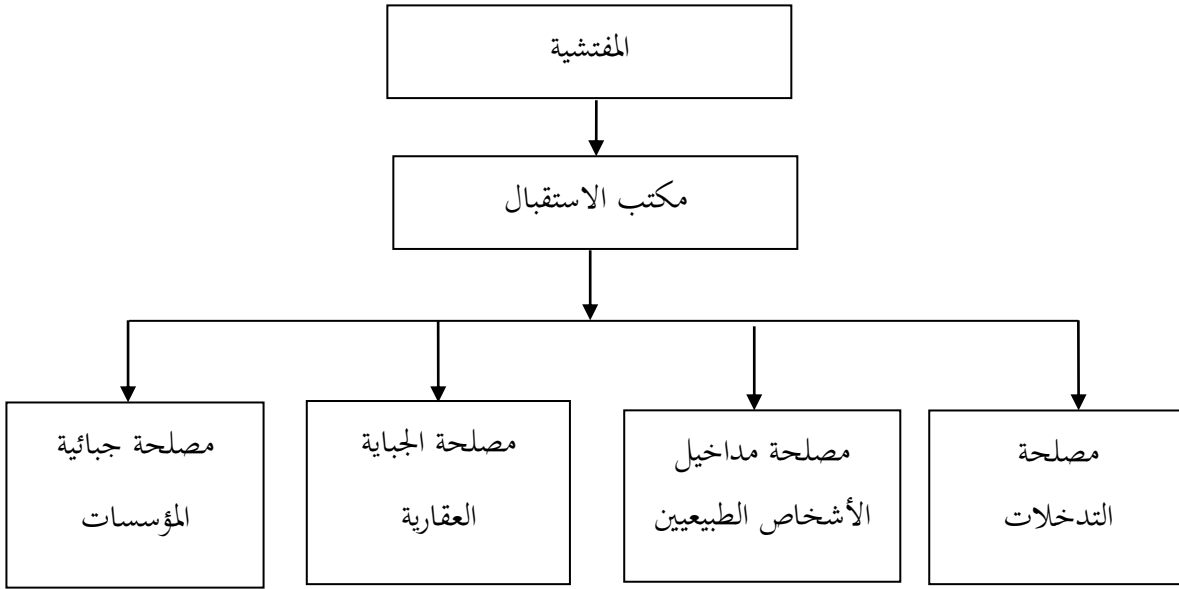 المفتشية
مكتب الاستقبال
مصلحة
التدخلات
مصلحة مداخيل
الأشخاص الطبيعيين
مصلحة الجباية
العقارية
مصلحة جبائية
المؤسسات